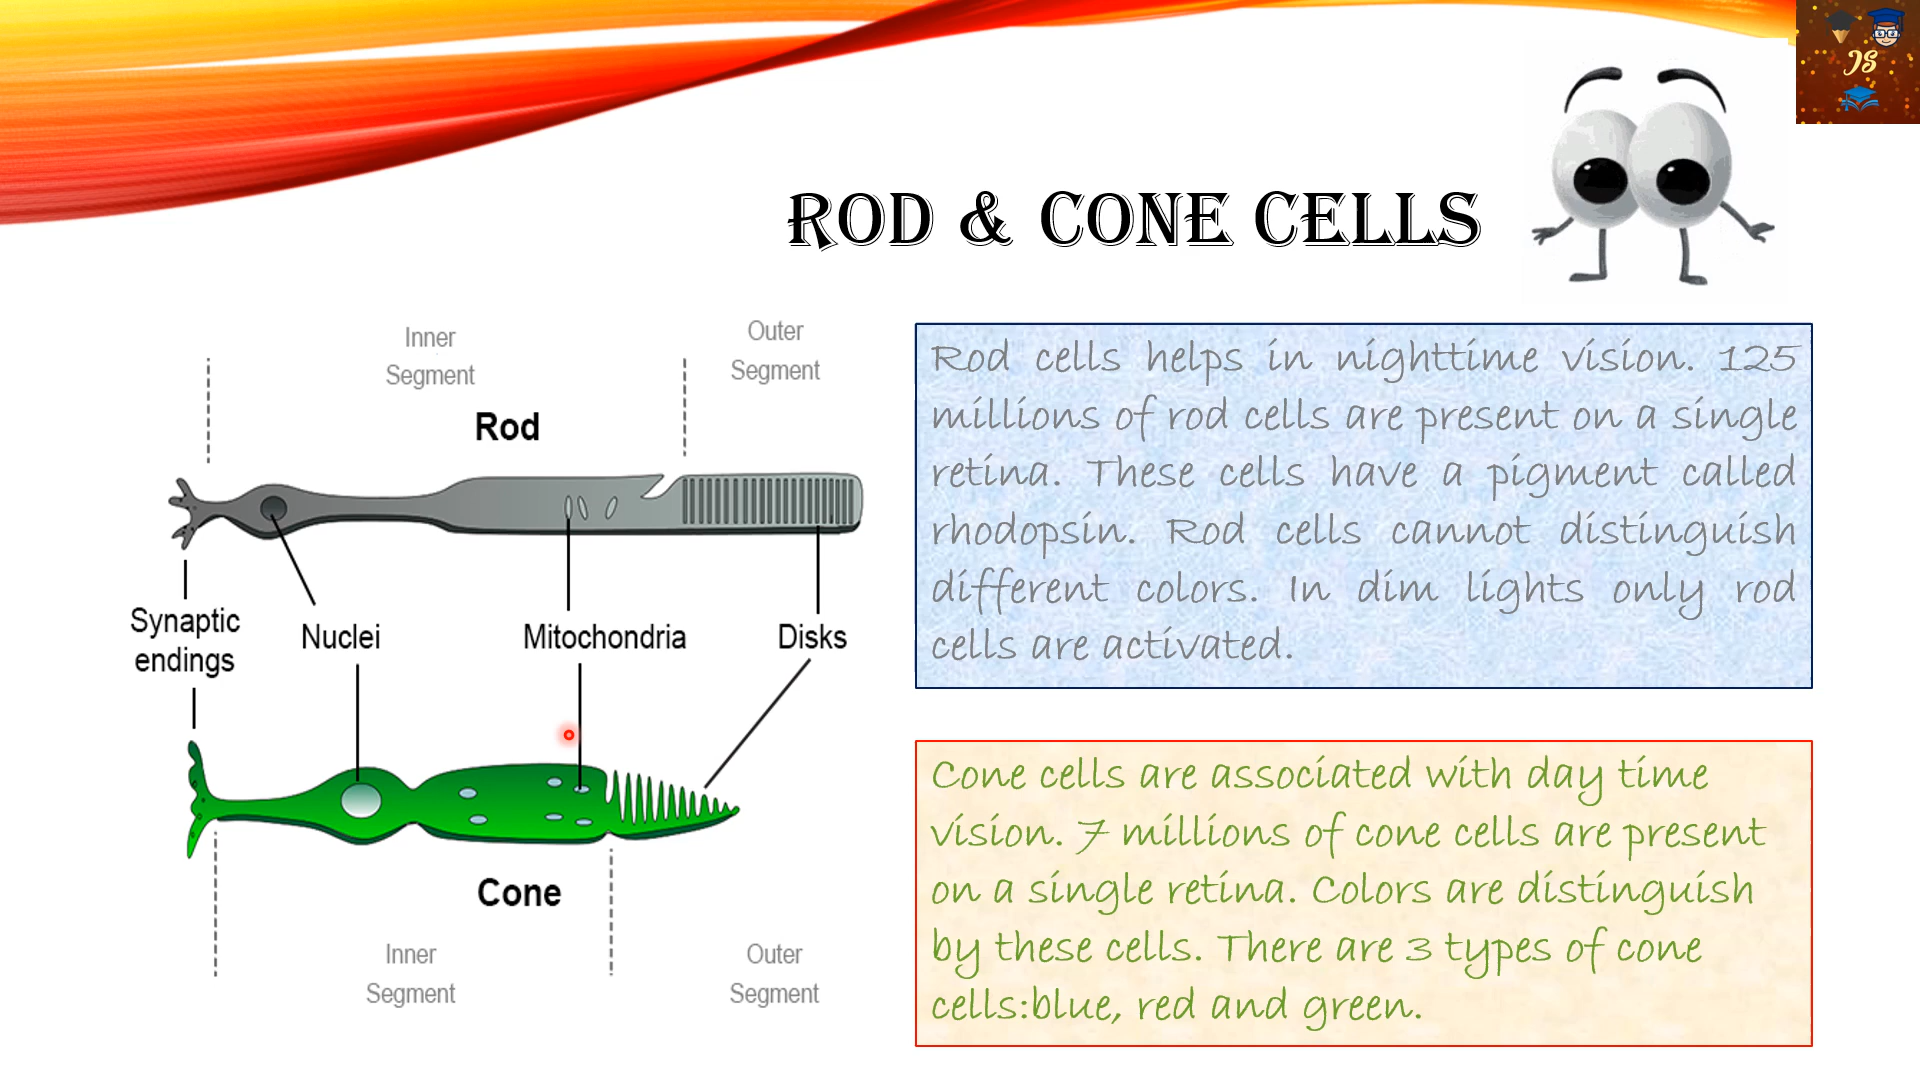 JS
ROD & CONE CELLS
Inner
Segment
Outer
Segment
Rod
Synaptic
endings
Nuclei
Mitochondria
Disks
Cone
Inner
Segment
Outer
Segment
Rod cells helps in nighttime vision. 125
millions of rod cells are present on a single
retina. These cells have a pigment called
rhodopsin. Rod cells cannot distinguish
different colors. In dim lights only rod
cells are activated.
Cone cells are associated with day time
vision. 7 millions of cone cells are present
on a single retina. Colors are distinguish
by these cells. There are 3 types of cone
cells:blue, red and green.